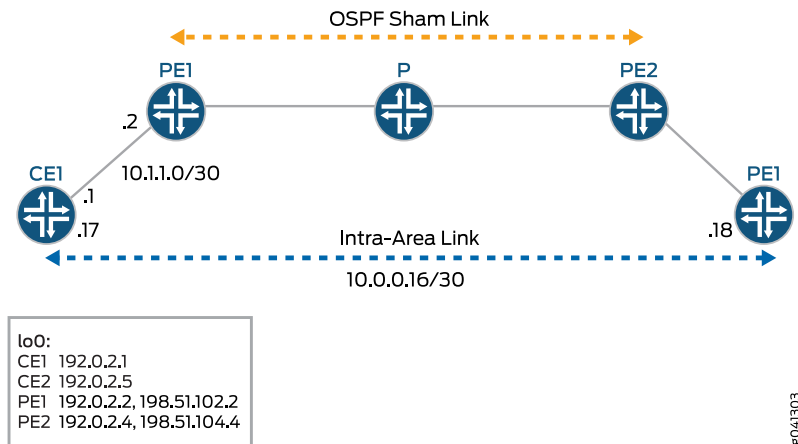 OSPF Sham Link
PE1
P
PE2
.2
10.1.1.0/30
CE1
PE1
.1
.17
.18
Intra-Area Link
10.0.0.16/30
lo0:
CE1 192.0.2.1
CE2 192.0.2.5
PE1 192.0.2.2, 198.51.102.2
PE2 192.0.2.4, 198.51.104.4
g041303